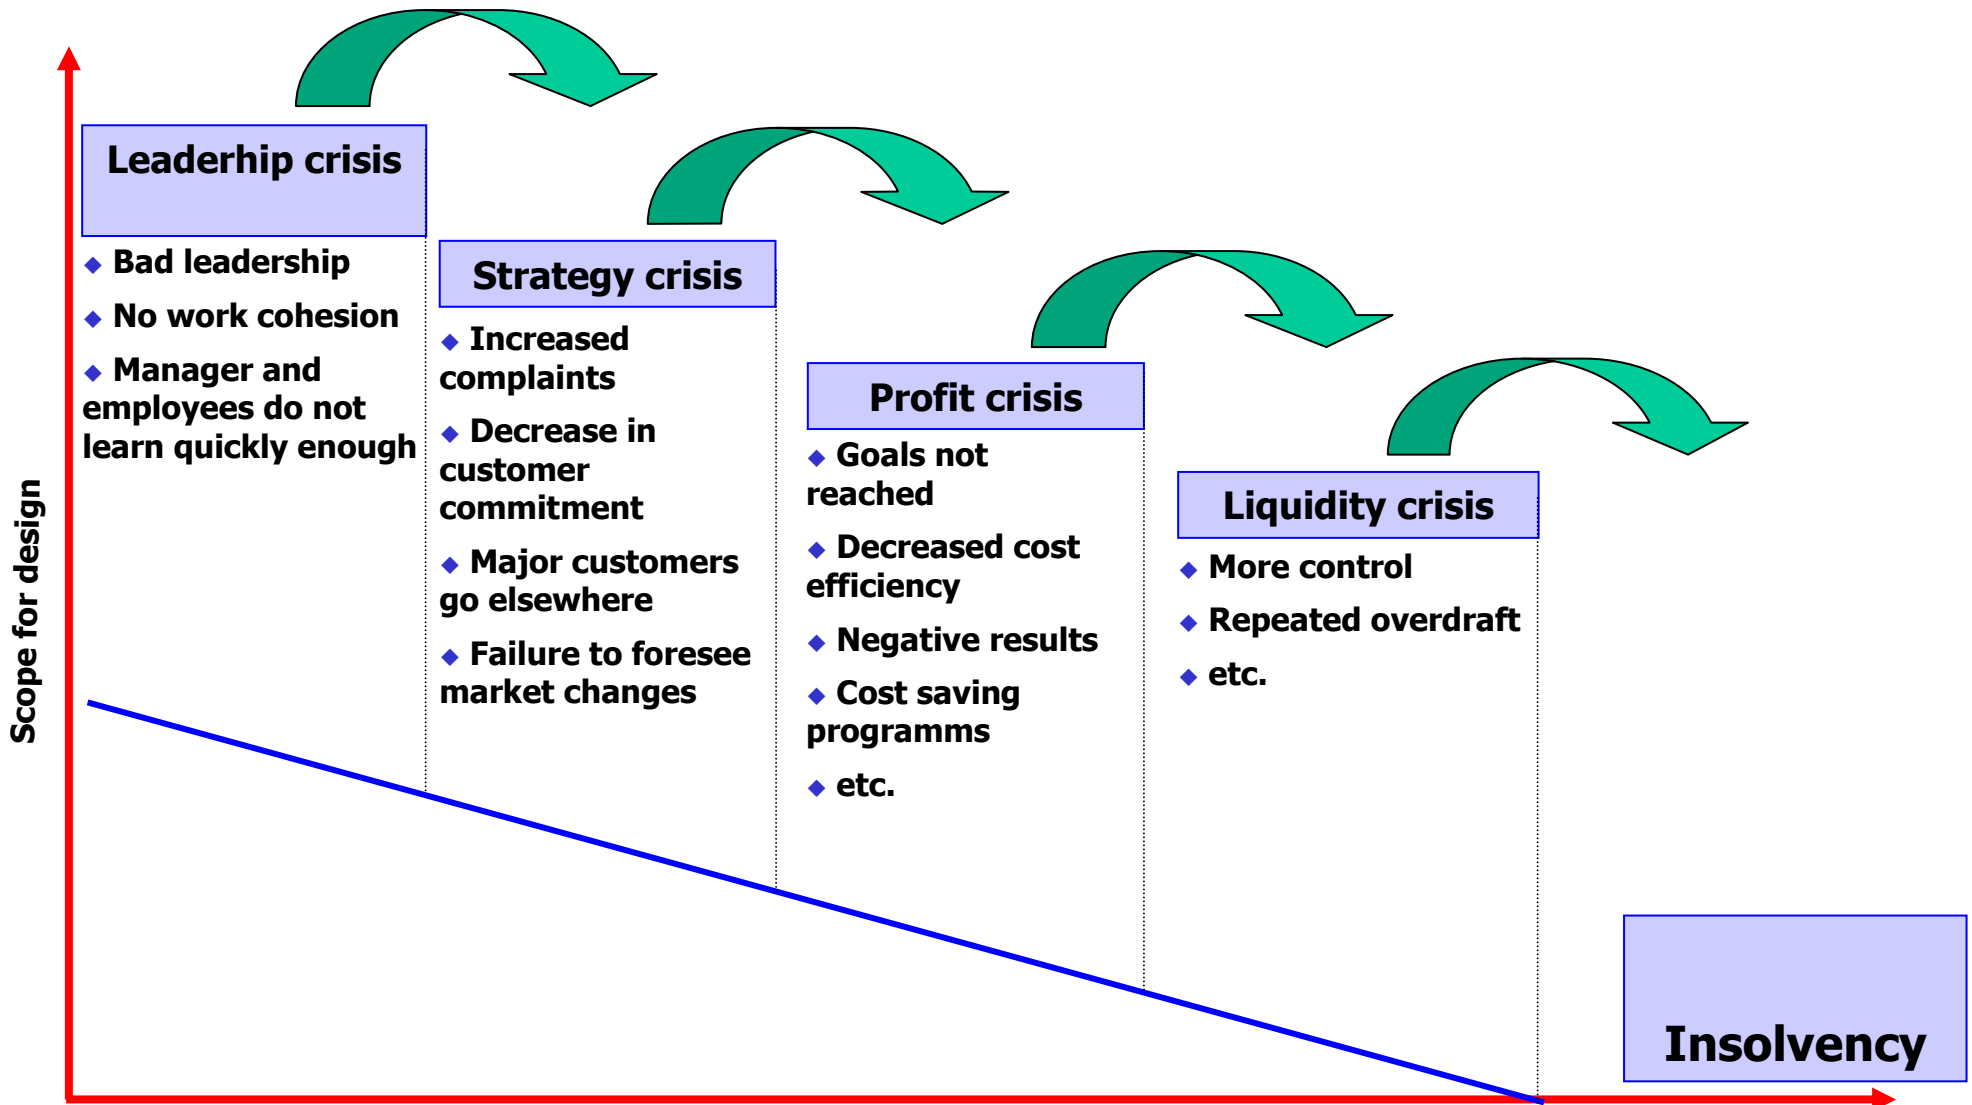 Scope for design
Leaderhip crisis
◆ Bad leadership
◆ No work cohesion
◆ Manager and
employees do not
learn quickly enough
Strategy crisis
◆ Increased
complaints
◆ Decrease in
customer
commitment
◆ Major customers
go elsewhere
◆ Failure to foresee
market changes
Profit crisis
◆ Goals not
reached
◆ Decreased cost
efficiency
◆ Negative results
◆ Cost saving
programms
◆ etc.
Liquidity crisis
◆ More control
◆ Repeated overdraft
◆ etc.
Insolvency